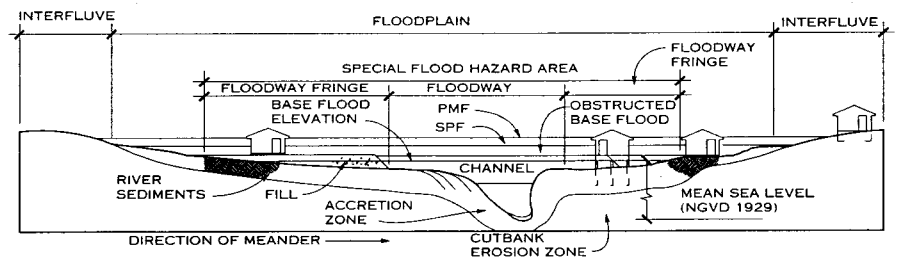 INTERFLUVE
FLOODPLAIN
INTERFLUVE
FLOODWAY
FRINGE
SPECIAL FLOOD HAZARD AREA
FLOODWAY FRINGE
FLOODWAY
BASE FLOOD
ELEVATION
PMF
SPF
OBSTRUCTED
BASE FLOOD
CHANNEL
RIVER
SEDIMENTS
FILL
ACCRETION
ZONE
MEAN SEA LEVEL
(NGVD 1929)
DIRECTION OF MEANDER
CUTBANK
EROSION ZONE